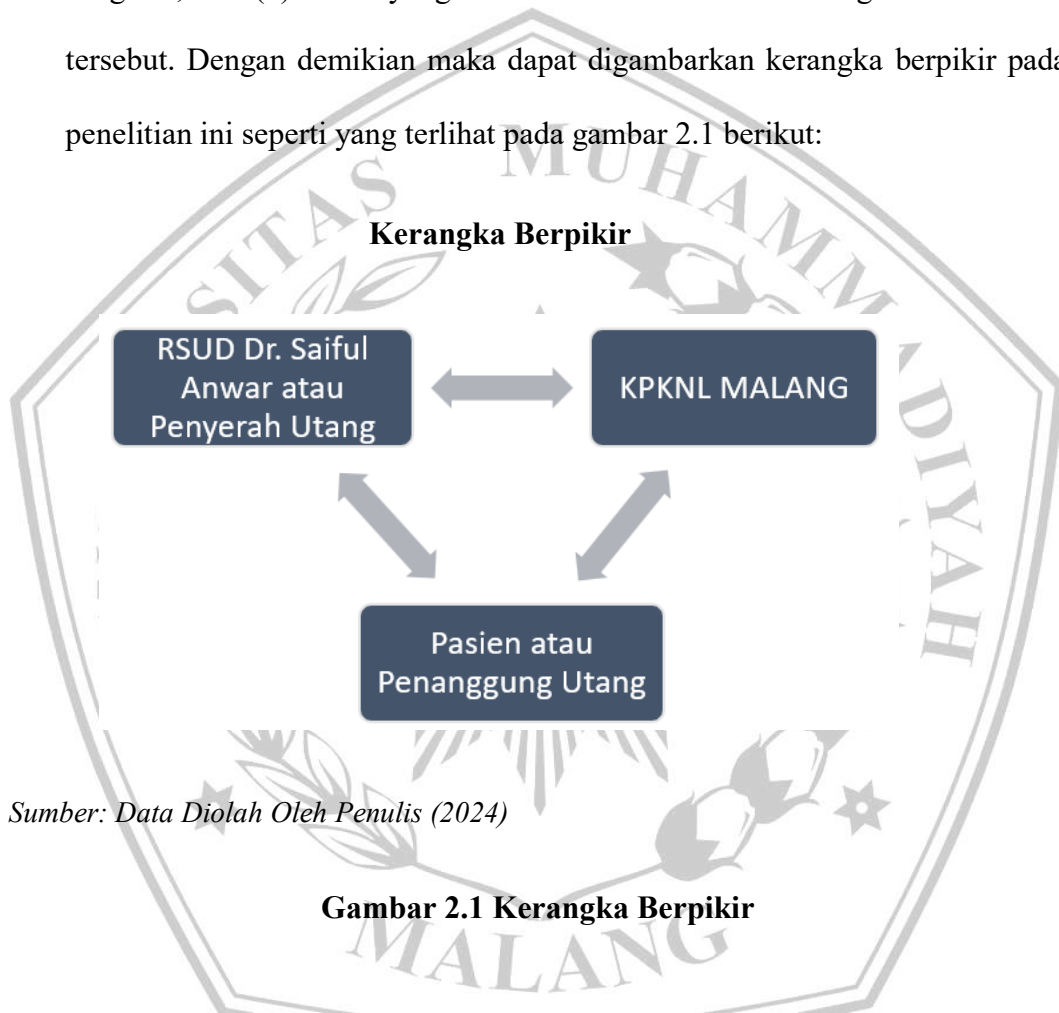 tersebut. Dengan demikian maka dapat digambarkan kerangka berpikir pada
penelitian ini seperti yang terlihat pada gambar 2.1 berikut:
MUHAMMADIYAH
Kerangka Berpikir
RSUD Dr. Saiful
Anwar atau
Penyerah Utang
KPKNL MALANG
Pasien atau
Penanggung Utang
Sumber: Data Diolah Oleh Penulis (2024)
Gambar 2.1 Kerangka Berpikir
MALANG